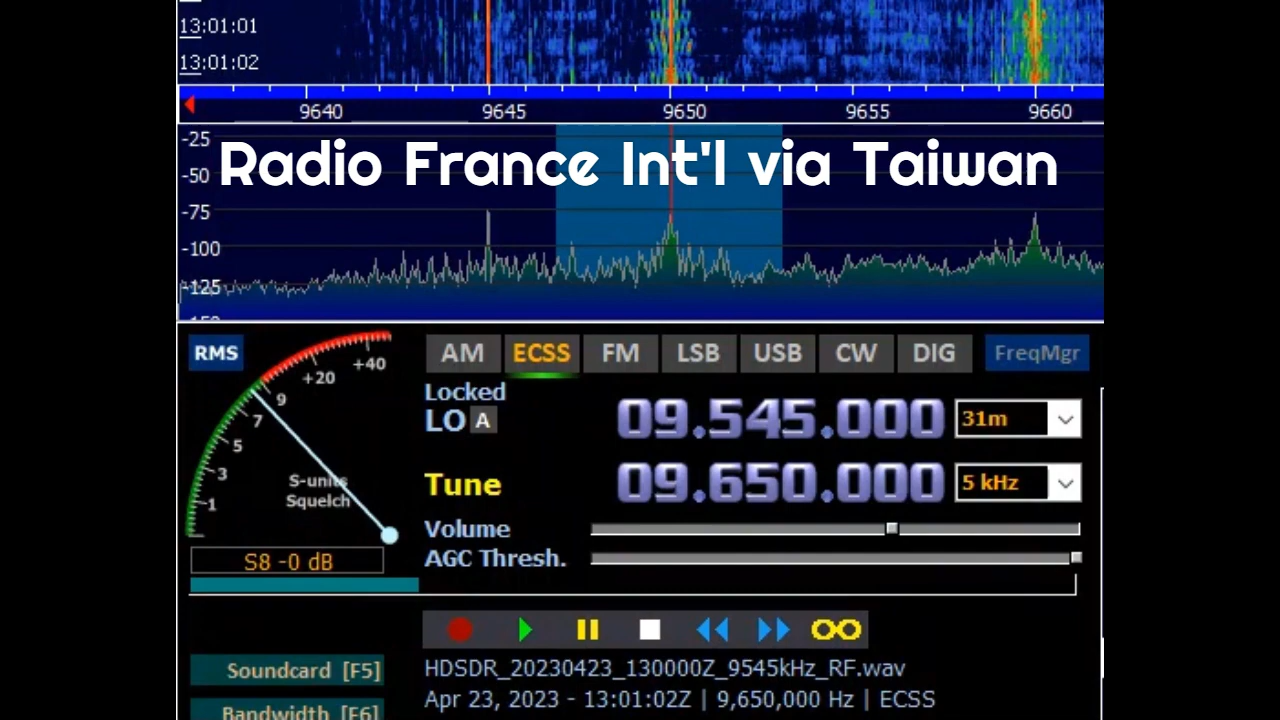 13:01:01
13:01:02
9640 9645 9650 9655 9660
-25
Radio France Int'l via Taiwan
-50
-75
-100
-125
RMS
AM ECSS FM LSB USB CW DIG FreqMgr
+20 +40
1 3 5 7 9
S-units
Squelch
S8 -0 dB
Locked
LO A 09.545.000 31m
Tune 09.650.000 5 kHz
Volume
AGC Thresh.
Soundcard [F5]
Bandwidth [F6]
HDSDR_20230423_130000Z_9545kHz_RF.wav
Apr 23, 2023 - 13:01:02Z | 9,650,000 Hz | ECSS